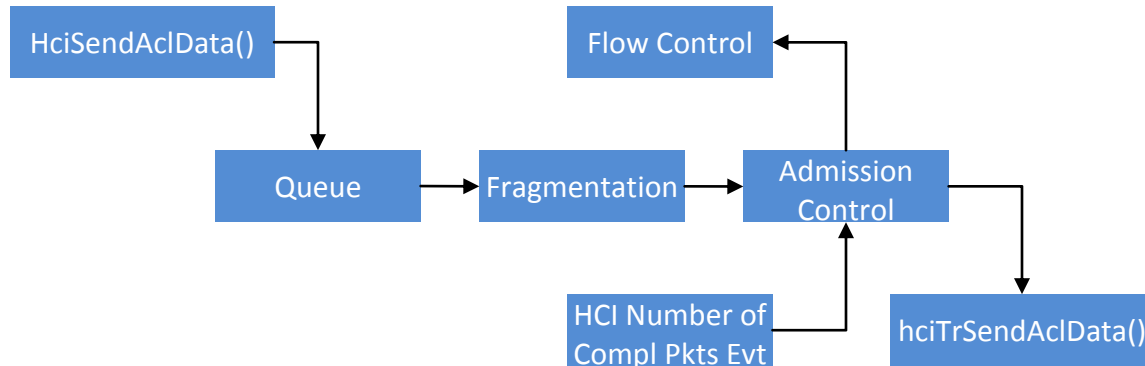 HciSendAclData()
Flow Control
Queue
Fragmentation
Admission
Control
HCI Number of
Compl Pkts Evt
hciTrSendAclData()